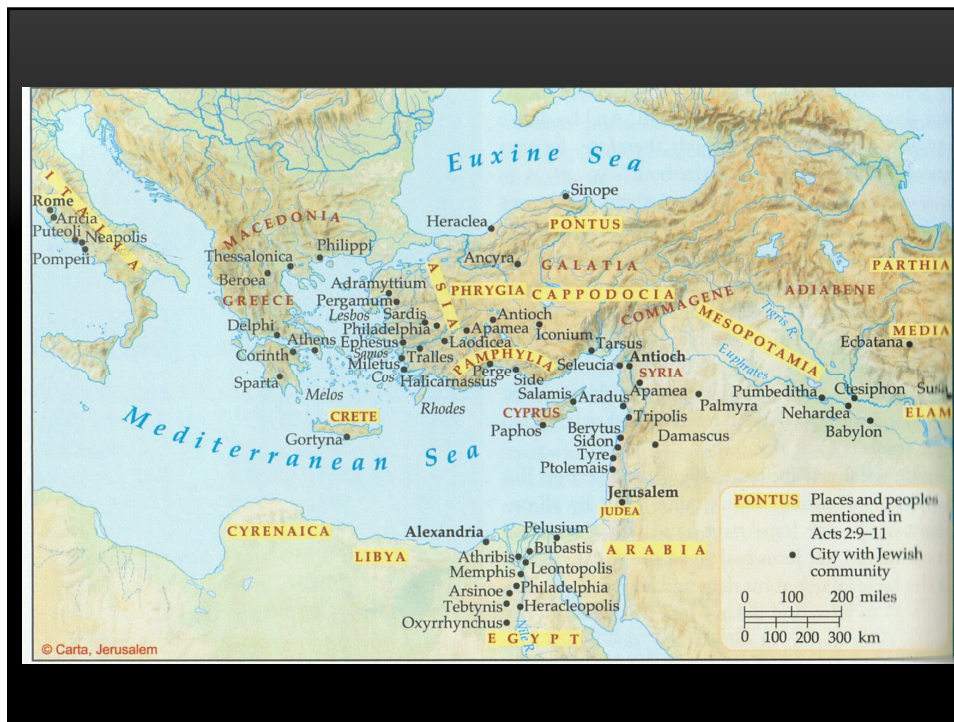 Euxine Sea
Sinope
ITALIA
Rome
Aricia
Puteoli
Neapolis
Pompeii
MACEDONIA
Heraclea
PONTUS
Philippi
Thessalonica
Ancyra
GALATIA
PARTHIA
Beroea
ASIA
Adramyttium
PHRYGIA
CAPPODOCIA
COMMAGENE
ADIABENE
GREECE
Pergamum
Lesbos
Sardis
Antioch
Tigris R.
Delphi
Philadelphia
Apamea
Iconium
MESOPOTAMIA
MEDIA
Athens
Ephesus
Laodicea
Tarsus
Ecbatana
Corinth
Samos
Tralles
PAMPHYLIA
Antioch
Euphrates
Miletus
Perge
Seleucia
SYRIA
Sparta
Cos
Halicarnassus
Side
Apamea
Pumbeditha
Ctesiphon
Susa
Melos
Rhodes
Salamis
Aradus
Palmyra
Nehardea
ELAM
CRETE
CYPRUS
Tripolis
Babylon
Mediterranean Sea
Gortyna
Paphos
Berytus
Sidon
Damascus
Tyre
Ptolemais
Jerusalem
JUDEA
CYRENAICA
Alexandria
Pelusium
LIBYA
Athribis
Bubastis
ARABIA
Memphis
Leontopolis
Arsinoe
Philadelphia
Tebtynis
Heracleopolis
Oxyrrhynchus
Nile R.
EGYPT
PONTUS Places and peoples
mentioned in
Acts 2:9–11
City with Jewish
community
0 100 200 miles
0 100 200 300 km
© Carta, Jerusalem